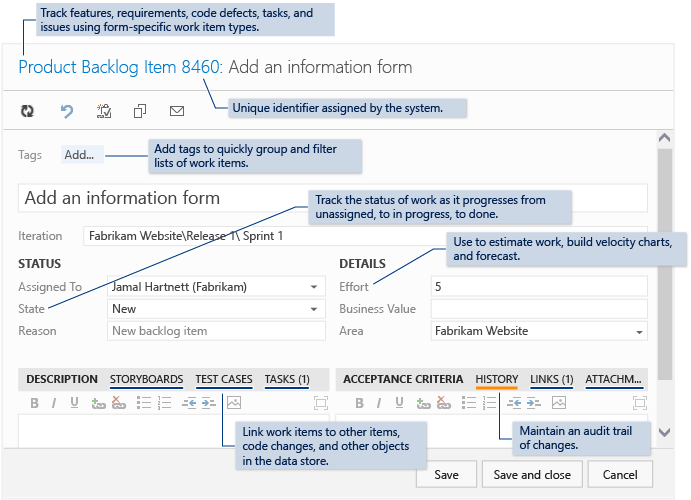 Track features, requirements, code defects, tasks, and
issues using form-specific work item types.
Product Backlog Item 8460: Add an information form
Unique identifier assigned by the system.
Tags Add...
Add tags to quickly group and filter
lists of work items.
Add an information form
Track the status of work as it progresses from
unassigned, to in progress, to done.
Iteration Fabrikam Website\Release 1\ Sprint 1
Use to estimate work, build velocity charts,
and forecast.
STATUS DETAILS
Assigned To Jamal Hartnett (Fabrikam) Effort 5
State New Business Value
Reason New backlog item Area Fabrikam Website
DESCRIPTION STORYBOARDS TEST CASES TASKS (1) ACCEPTANCE CRITERIA HISTORY LINKS (1) ATTACHM...
B I U B I U
Link work items to other items,
code changes, and other objects
in the data store.
Maintain an audit trail
of changes.
Save Save and close Cancel